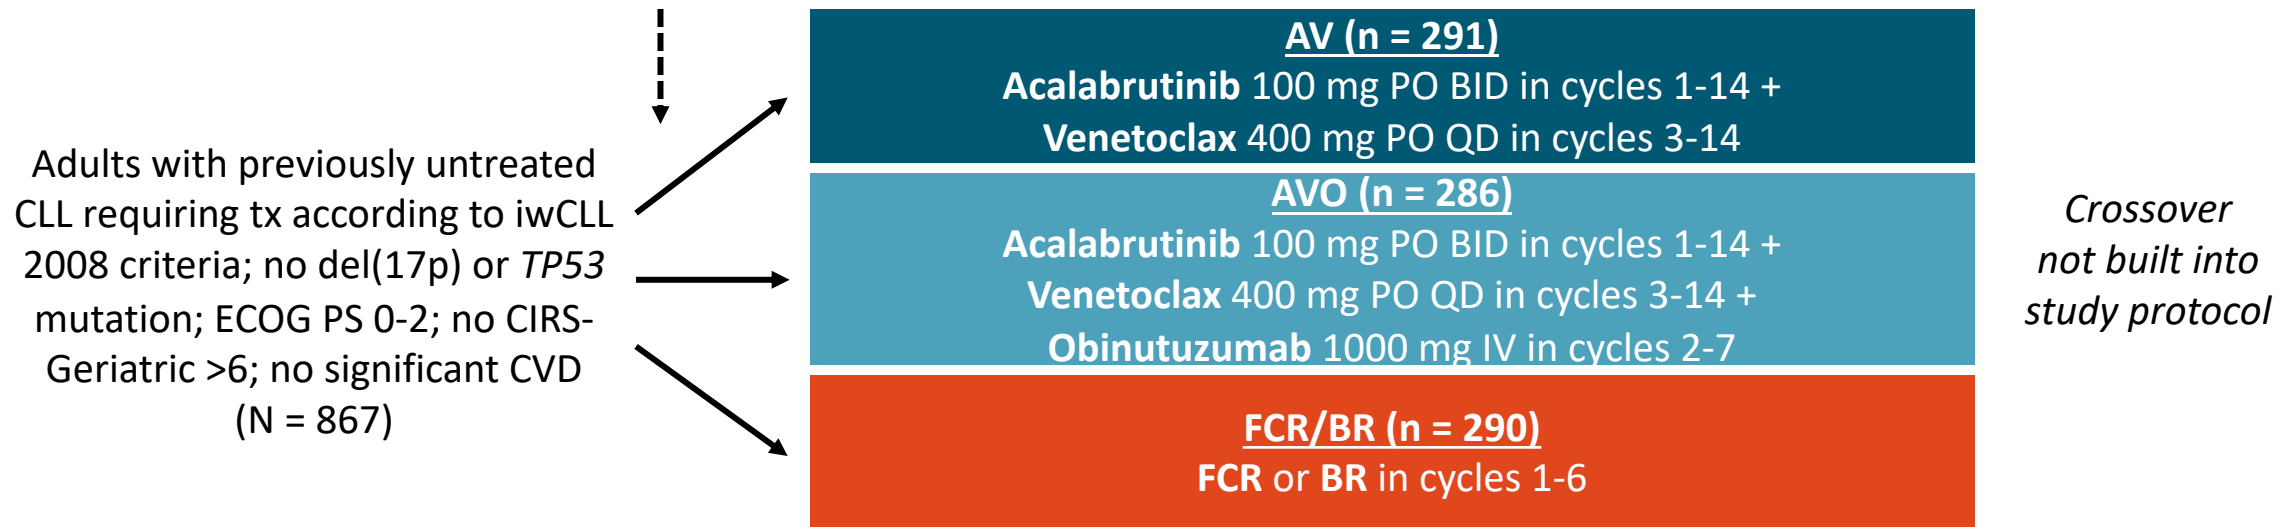 Adults with previously untreated
CLL requiring tx according to iwCLL
2008 criteria; no del(17p) or TP53
mutation; ECOG PS 0-2; no CIRS-
Geriatric >6; no significant CVD
(N = 867)
AV (n = 291)
Acalabrutinib 100 mg PO BID in cycles 1-14 +
Venetoclax 400 mg PO QD in cycles 3-14
AVO (n = 286)
Acalabrutinib 100 mg PO BID in cycles 1-14 +
Venetoclax 400 mg PO QD in cycles 3-14 +
Obinutuzumab 1000 mg IV in cycles 2-7
FCR/BR (n = 290)
FCR or BR in cycles 1-6
Crossover
not built into
study protocol